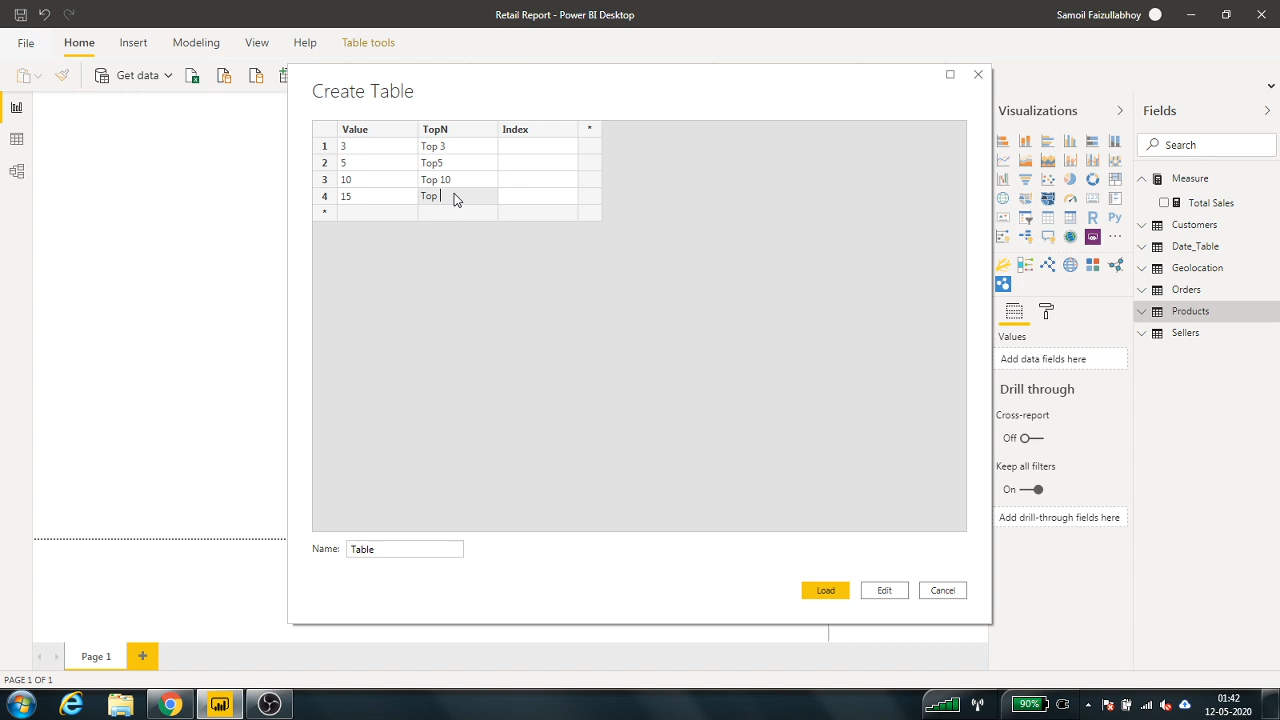 Retail Report - Power BI Desktop
Samoil Faizullabhoy
File Home Insert Modeling View Help Table tools
Get data
Create Table
Value TopN Index *
1 3 Top 3
2 5 Top5
3 10 Top 10
4 15 Top
*
Name: Table
Load Edit Cancel
Visualizations
R Py
Values
Add data fields here
Drill through
Cross-report
Off
Keep all filters
On
Add drill-through fields here
Fields
Search
Measure
Total Sales
Customers
Date_Table
Geolocation
Orders
Products
Sellers
Page 1
PAGE 1 OF 1
90%
01:42
12-05-2020